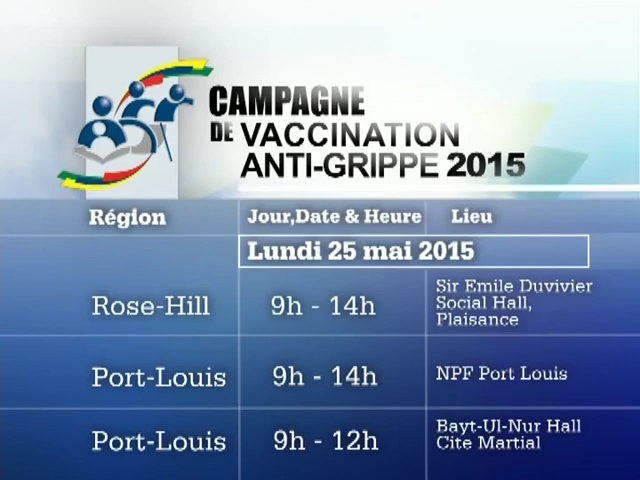 CAMPAGNE
DE VACCINATION
ANTI-GRIPPE 2015
Région Jour,Date & Heure Lieu
Lundi 25 mai 2015
Rose-Hill 9h - 14h Sir Emile Duvivier
Social Hall,
Plaisance
Port-Louis 9h - 14h NPF Port Louis
Port-Louis 9h - 12h Bayt-Ul-Nur Hall
Cite Martial